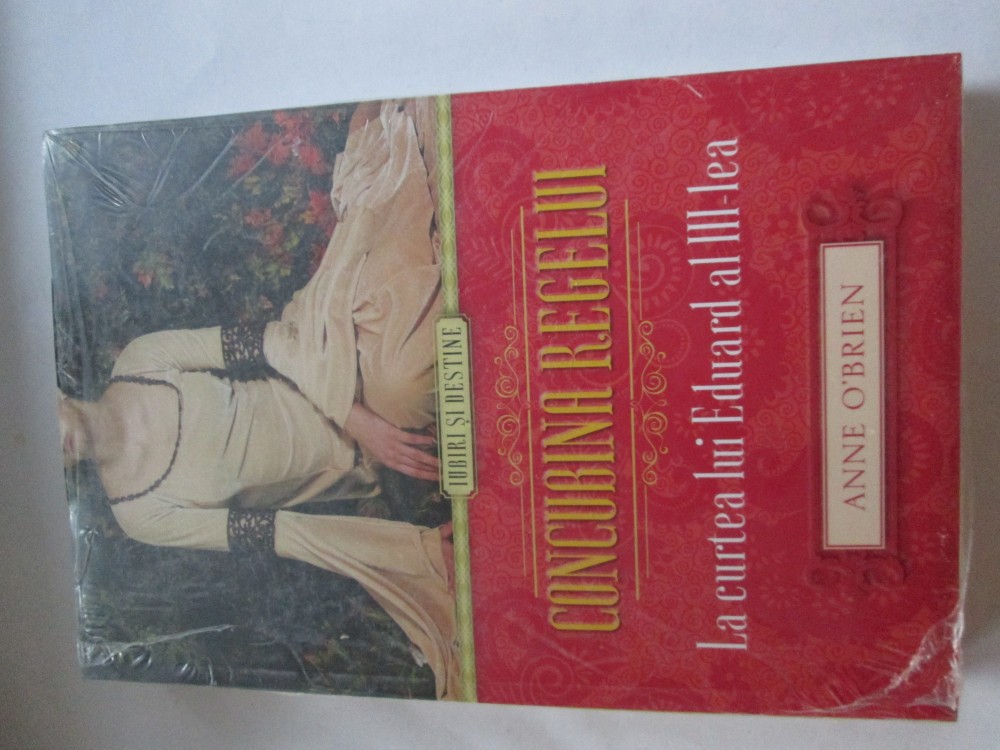 IUBIRI ȘI DESTINE
CONCUBINA REGELUI
La curtea lui Eduard al III-lea
ANNE O'BRIEN